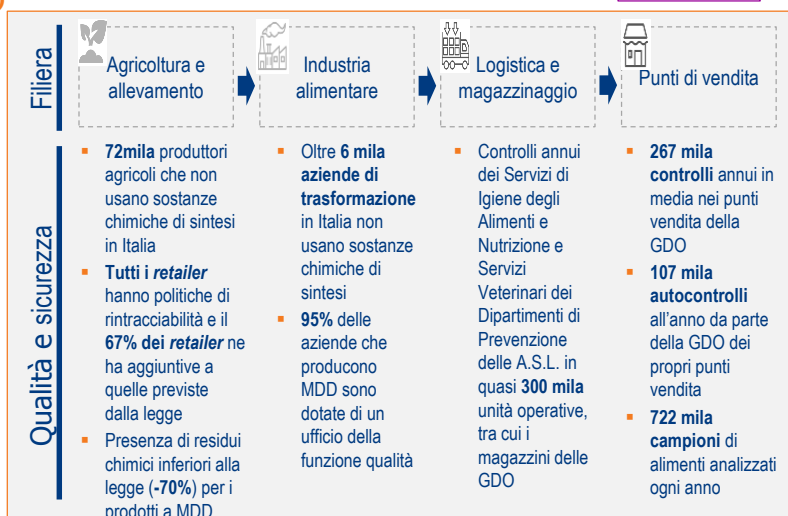 Filiera
Agricoltura e
allevamento
Industria
alimentare
Logistica e
magazzinaggio
Punti di vendita
Qualità e sicurezza
▪ 72mila produttori
agricoli che non
usano sostanze
chimiche di sintesi
in Italia
▪ Tutti i retailer
hanno politiche di
rintracciabilità e il
67% dei retailer ne
ha aggiuntive a
quelle previste
dalla legge
▪ Presenza di residui
chimici inferiori alla
legge (-70%) per i
prodotti a MDD
▪ Oltre 6 mila
aziende di
trasformazione
in Italia non
usano sostanze
chimiche di
sintesi
▪ 95% delle
aziende che
producono
MDD sono
dotate di un
ufficio della
funzione qualità
▪ Controlli annui
dei Servizi di
Igiene degli
Alimenti e
Nutrizione e
Servizi
Veterinari dei
Dipartimenti di
Prevenzione
delle A.S.L. in
quasi 300 mila
unità operative,
tra cui i
magazzini delle
GDO
▪ 267 mila
controlli annui in
media nei punti
vendita della
GDO
▪ 107 mila
autocontrolli
all'anno da parte
della GDO dei
propri punti
vendita
▪ 722 mila
campioni di
alimenti analizzati
ogni anno